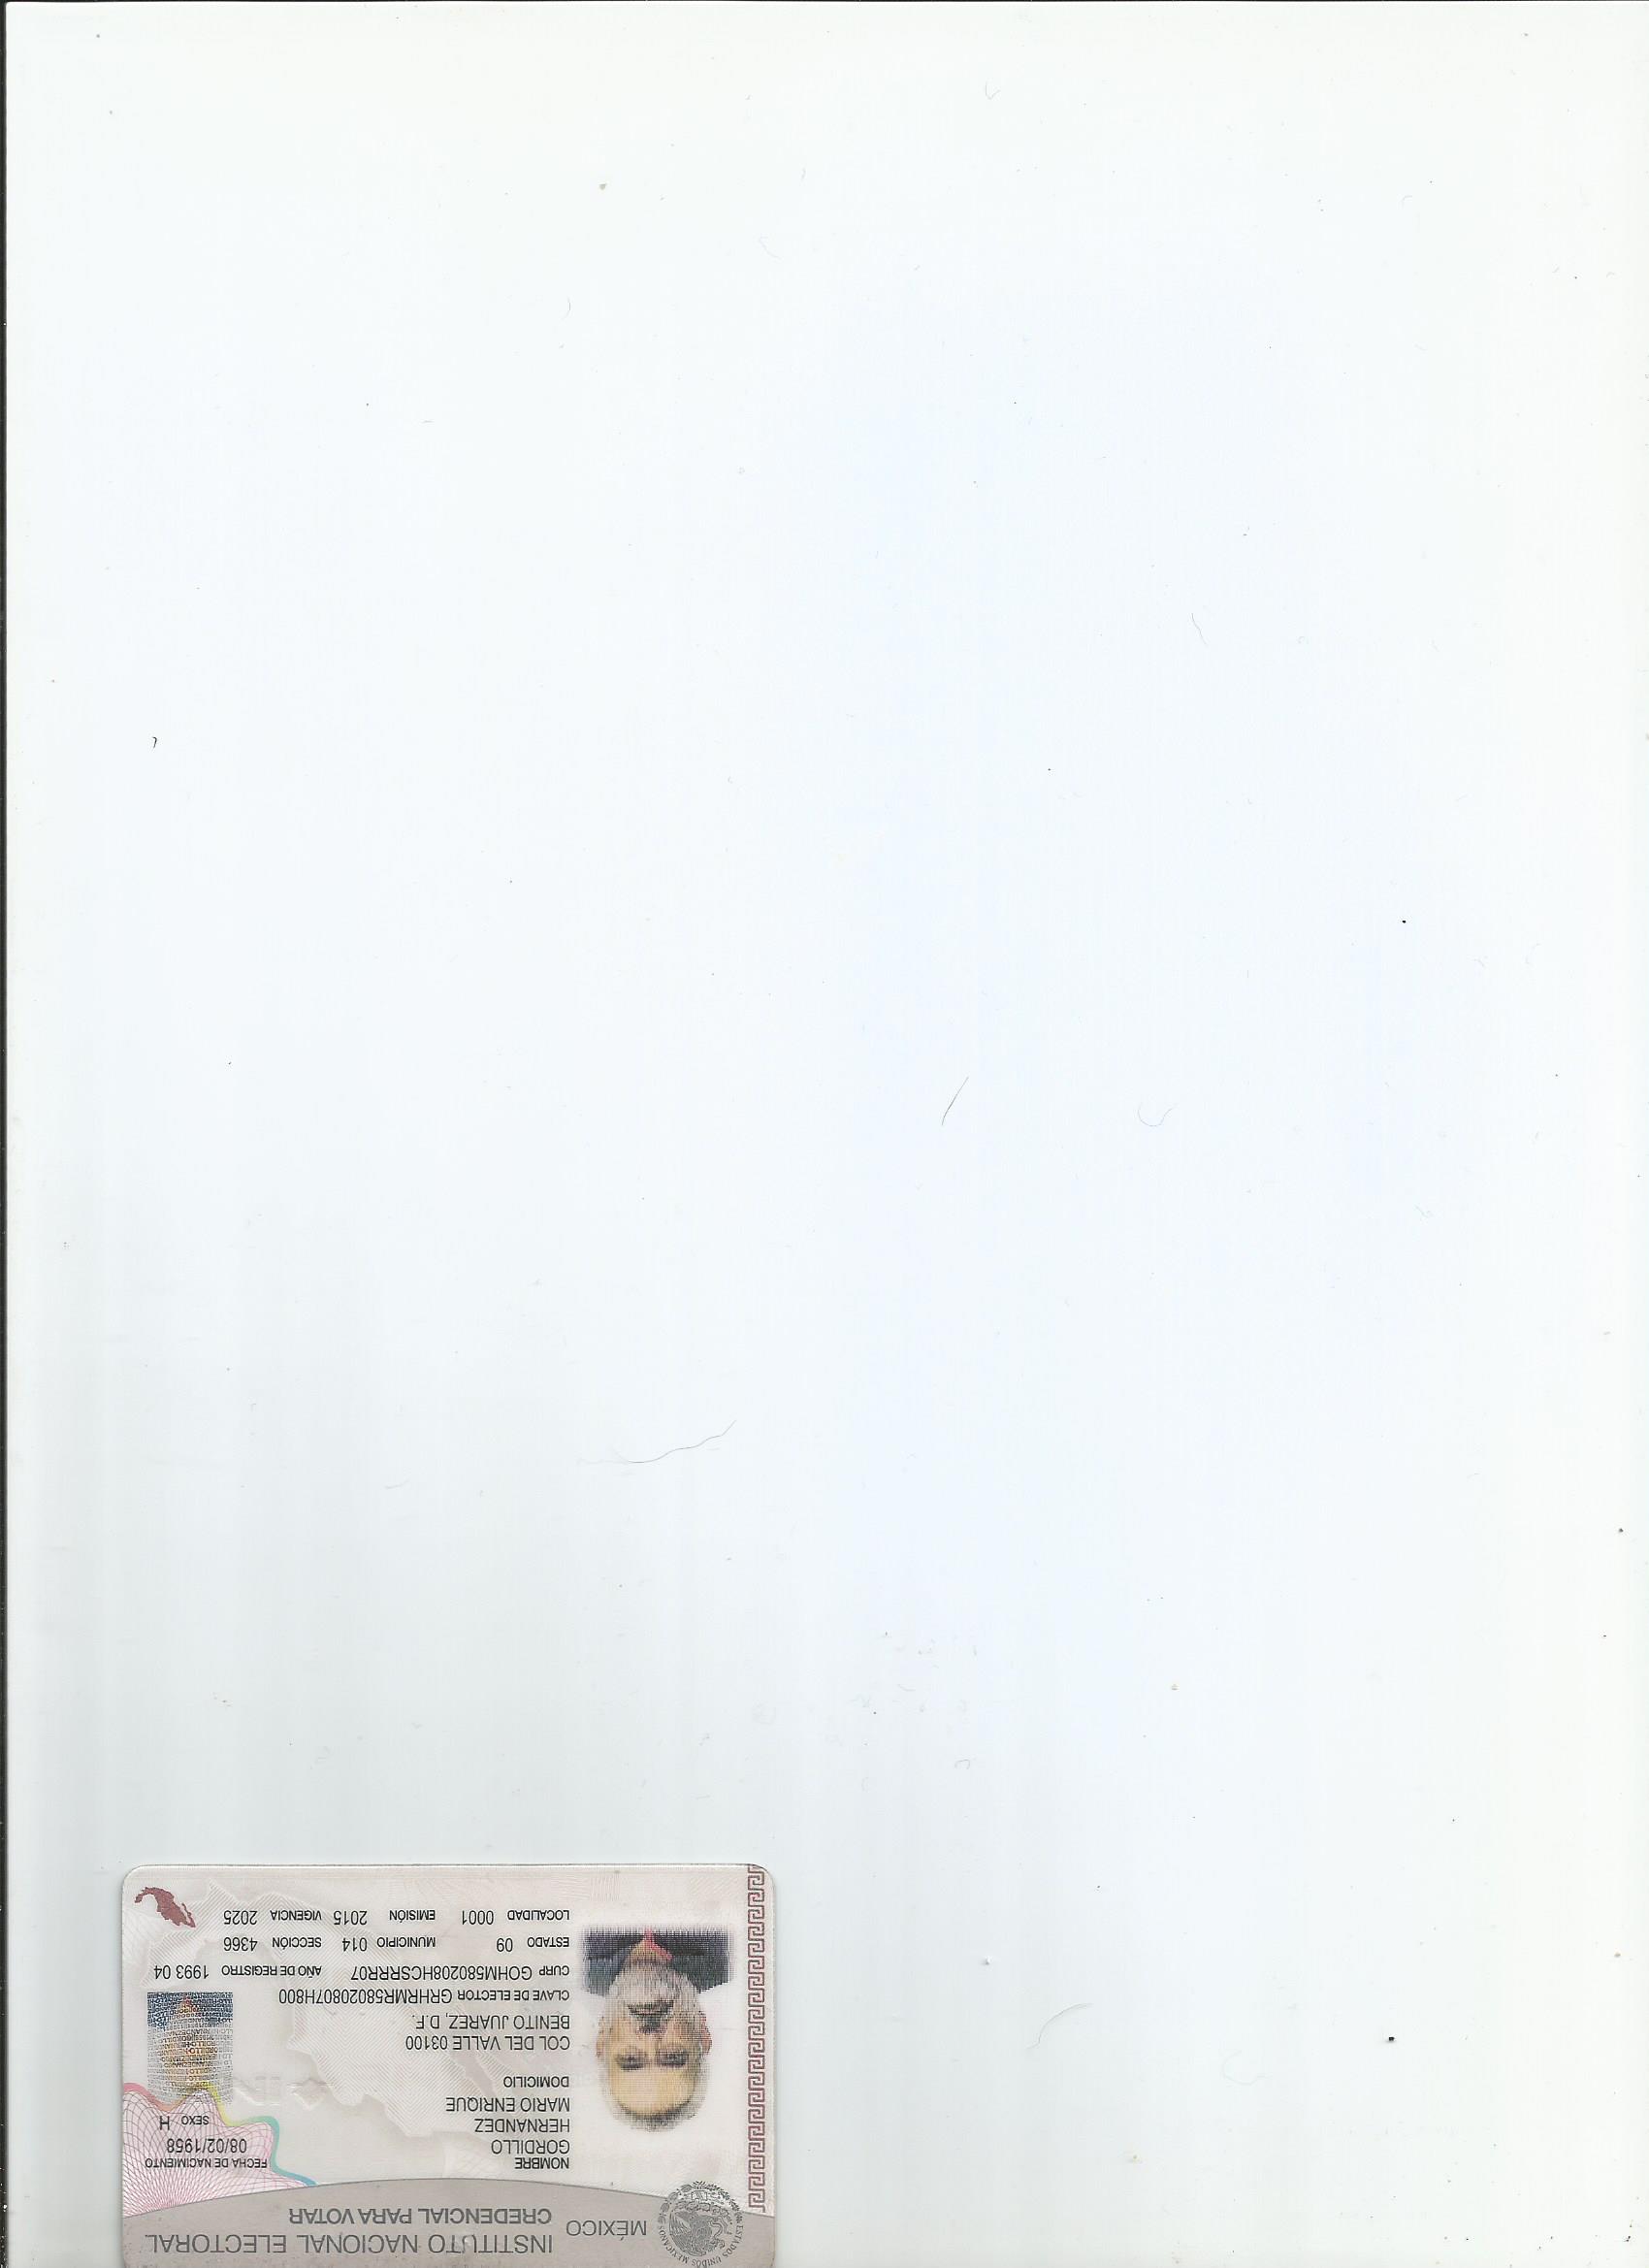 ESTADOS UNIDOS MEXICANOS
MÉXICO INSTITUTO NACIONAL ELECTORAL
CREDENCIAL PARA VOTAR
NOMBRE
GORDILLO
HERNANDEZ
MARIO ENRIQUE
FECHA DE NACIMIENTO
08/02/1958
SEXO H
DOMICILIO
COL DEL VALLE 03100
BENITO JUAREZ, D.F.
CLAVE DE ELECTOR GRHRMR58020807H800
CURP GOHM580208HCSRRR07 AÑO DE REGISTRO 1993 04
ESTADO 09 MUNICIPIO 014 SECCIÓN 4366
LOCALIDAD 0001 EMISIÓN 2015 VIGENCIA 2025